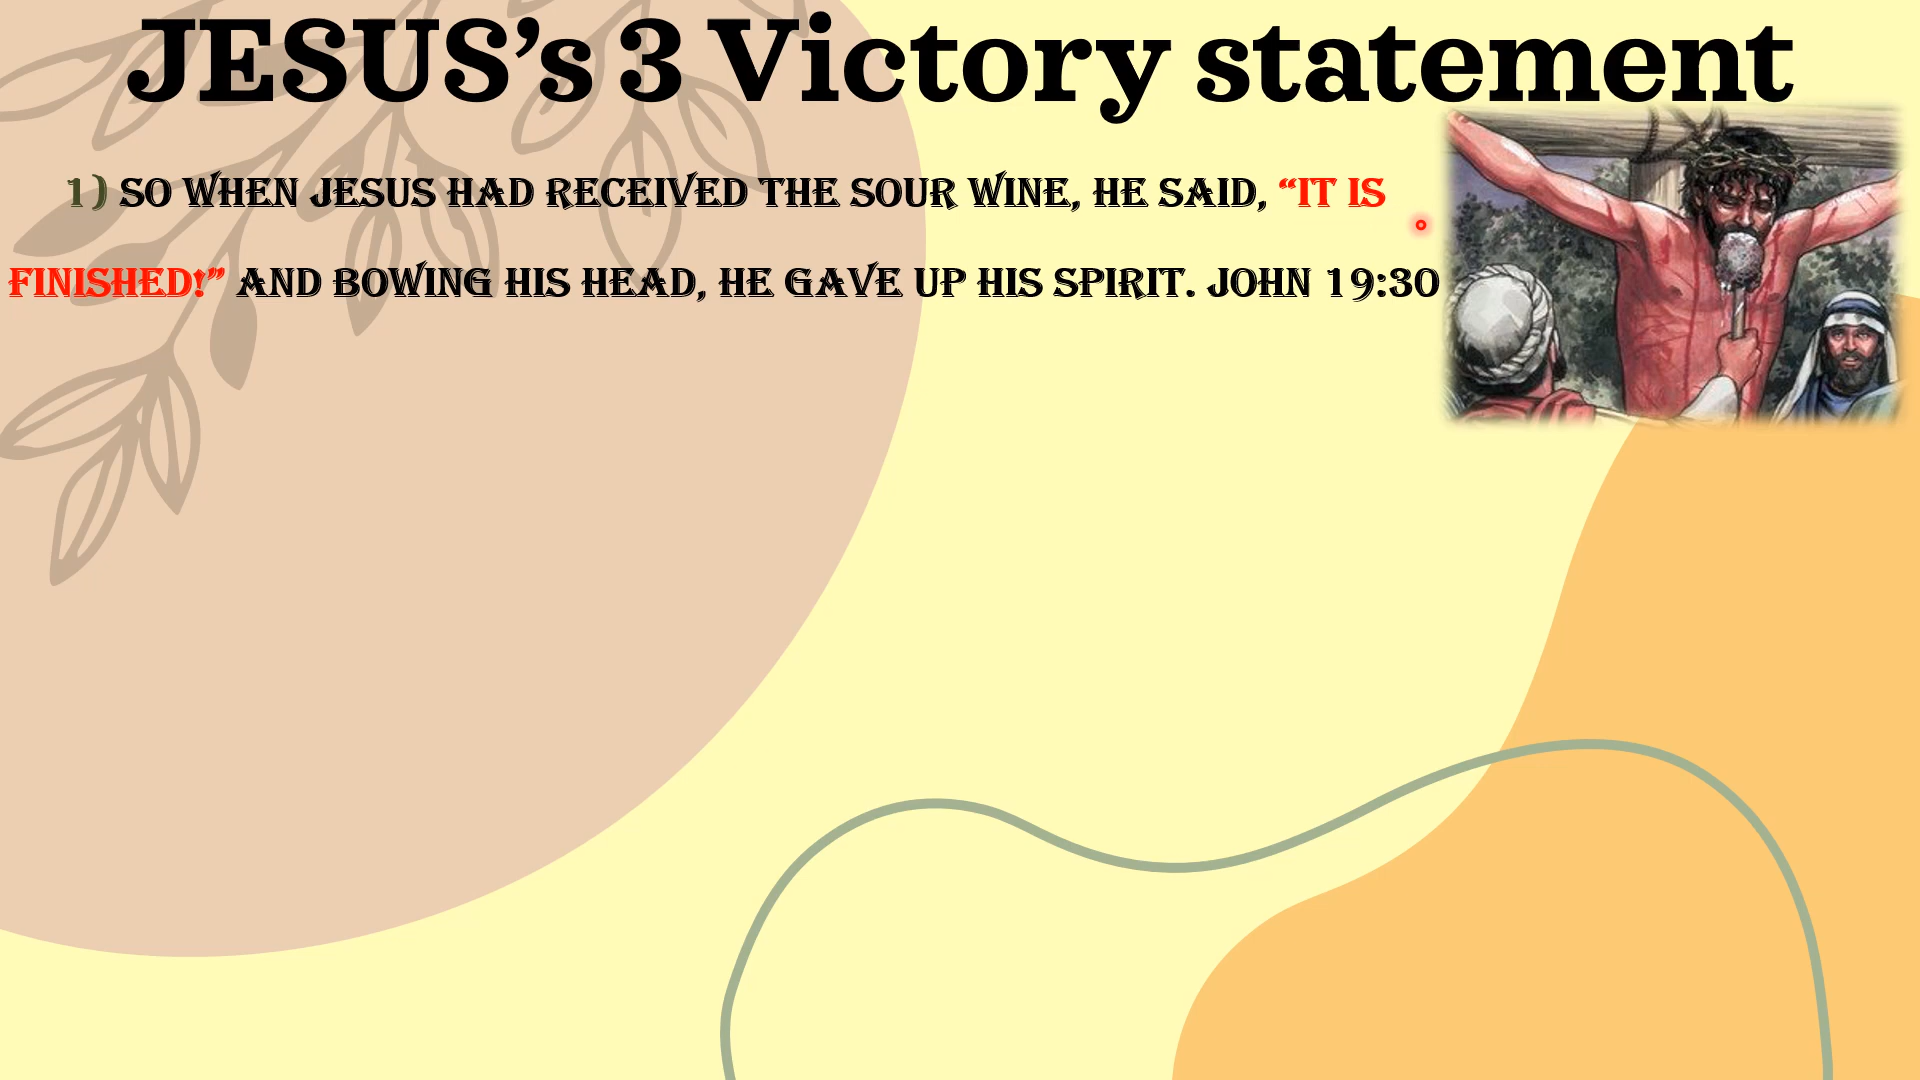 JESUS’s 3 Victory statement
1) SO WHEN JESUS HAD RECEIVED THE SOUR WINE, HE SAID, “IT IS
FINISHED!” AND BOWING HIS HEAD, HE GAVE UP HIS SPIRIT. JOHN 19:30